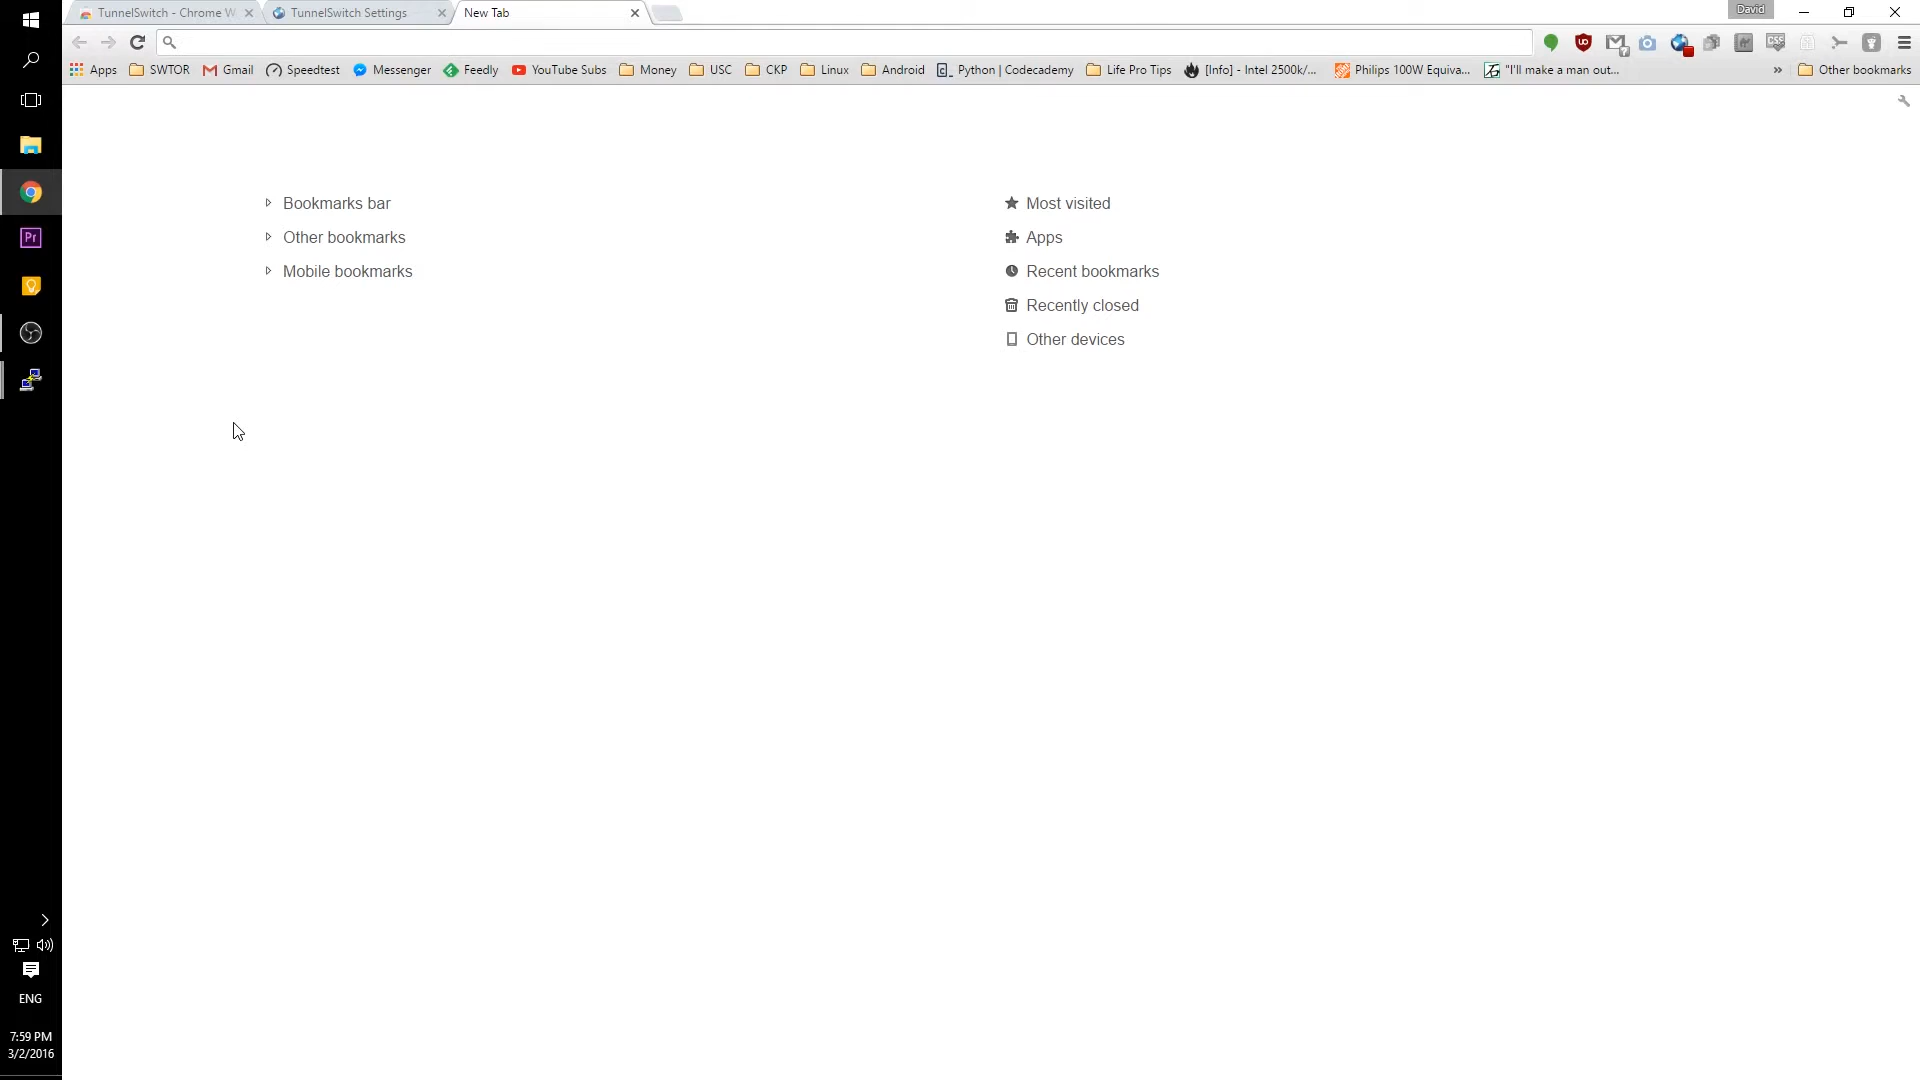 TunnelSwitch - Chrome W
TunnelSwitch Settings
New Tab
David
Apps
SWTOR
Gmail
Speedtest
Messenger
Feedly
YouTube Subs
Money
USC
CKP
Linux
Android
Python | Codecademy
Life Pro Tips
[Info] - Intel 2500k/...
Philips 100W Equiva...
"I'll make a man out...
»
Other bookmarks
Bookmarks bar
Other bookmarks
Mobile bookmarks
Most visited
Apps
Recent bookmarks
Recently closed
Other devices
Pr
ENG
7:59 PM
3/2/2016